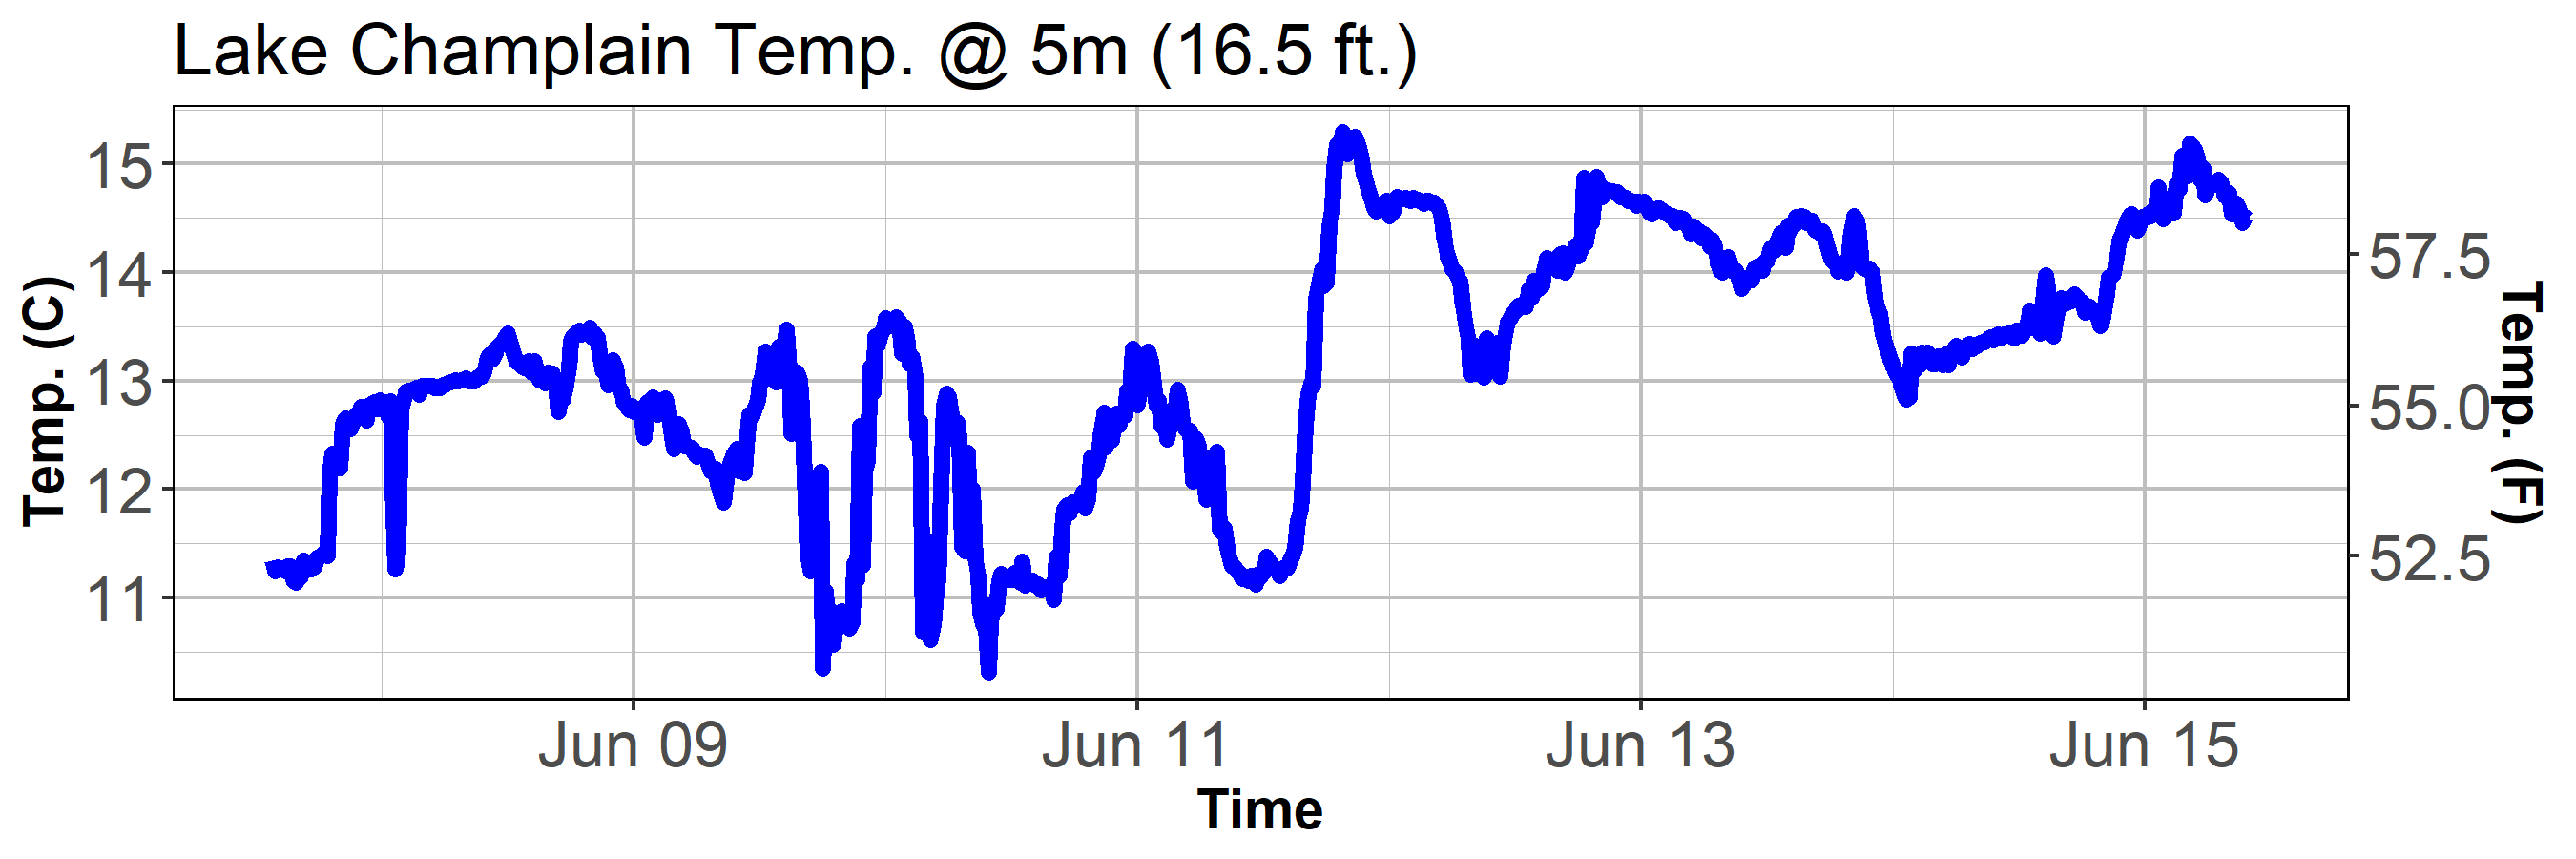 Lake Champlain Temp. @ 5m (16.5 ft.)
Temp. (C)
15
14
13
12
11
57.5
55.0
52.5
Temp. (F)
Jun 09
Jun 11
Jun 13
Jun 15
Time